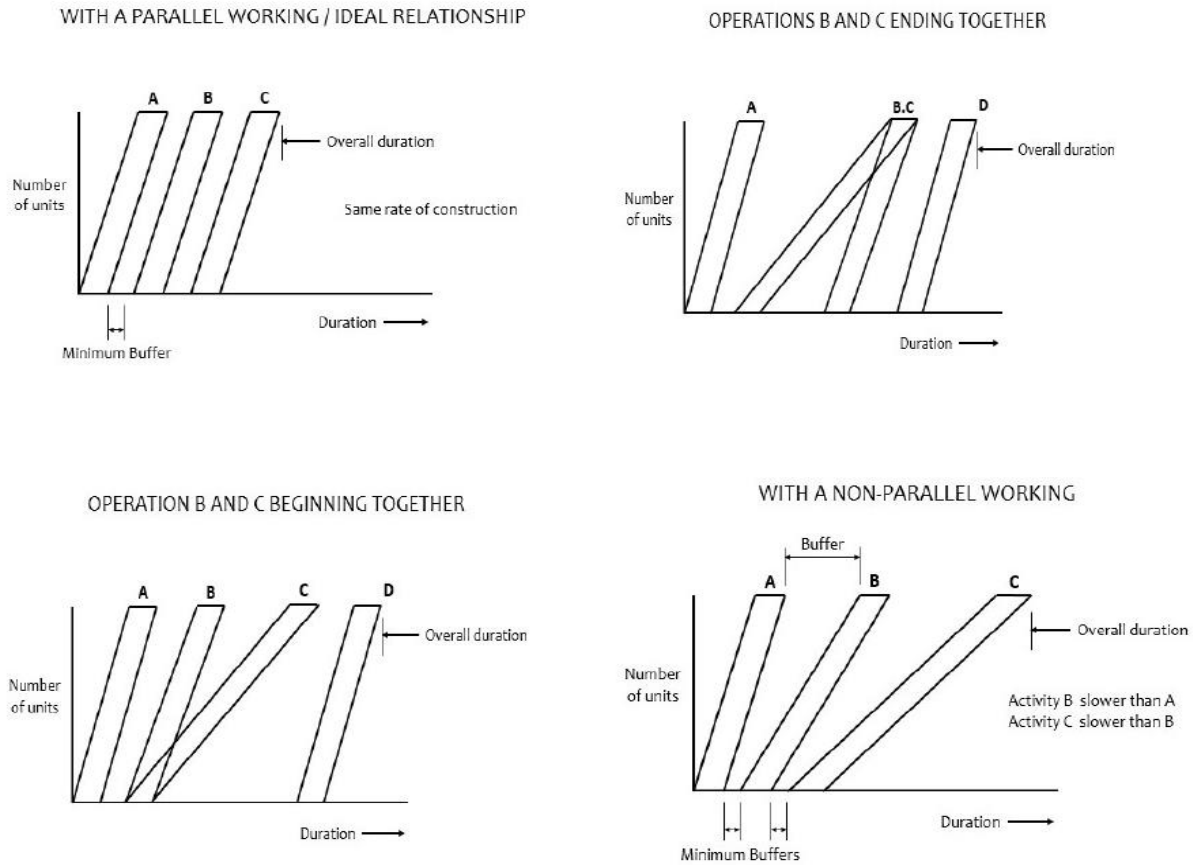 WITH A PARALLEL WORKING / IDEAL RELATIONSHIP
A
B
C
Overall duration
Number
of units
Same rate of construction
Duration
Minimum Buffer
OPERATIONS B AND C ENDING TOGETHER
A
B.C
D
Overall duration
Number
of units
Duration
OPERATION B AND C BEGINNING TOGETHER
A
B
C
D
Overall duration
Number
of units
Duration
WITH A NON-PARALLEL WORKING
Buffer
A
B
C
Overall duration
Number
of units
Activity B slower than A
Activity C slower than B
Duration
Minimum Buffers